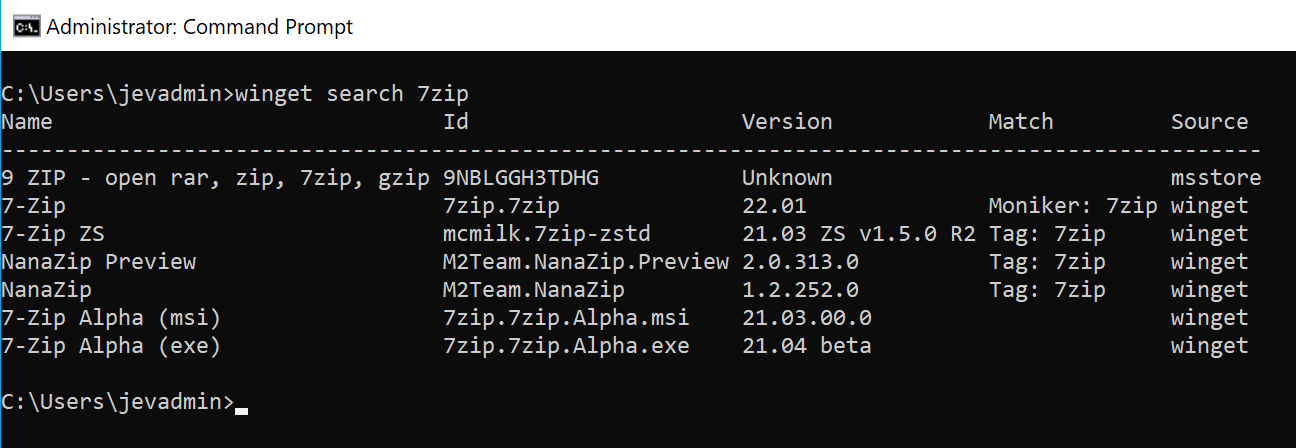 Administrator: Command Prompt
C:\Users\jevadmin>winget search 7zip
Name Id Version Match Source
-------------------------------------------------------------------------------------------------
9 ZIP - open rar, zip, 7zip, gzip 9NBLGGH3TDHG Unknown msstore
7-Zip 7zip.7zip 22.01 Moniker: 7zip winget
7-Zip ZS mcmilk.7zip-zstd 21.03 ZS v1.5.0 R2 Tag: 7zip winget
NanaZip Preview M2Team.NanaZip.Preview 2.0.313.0 Tag: 7zip winget
NanaZip M2Team.NanaZip 1.2.252.0 Tag: 7zip winget
7-Zip Alpha (msi) 7zip.7zip.Alpha.msi 21.03.00.0 winget
7-Zip Alpha (exe) 7zip.7zip.Alpha.exe 21.04 beta winget
C:\Users\jevadmin>